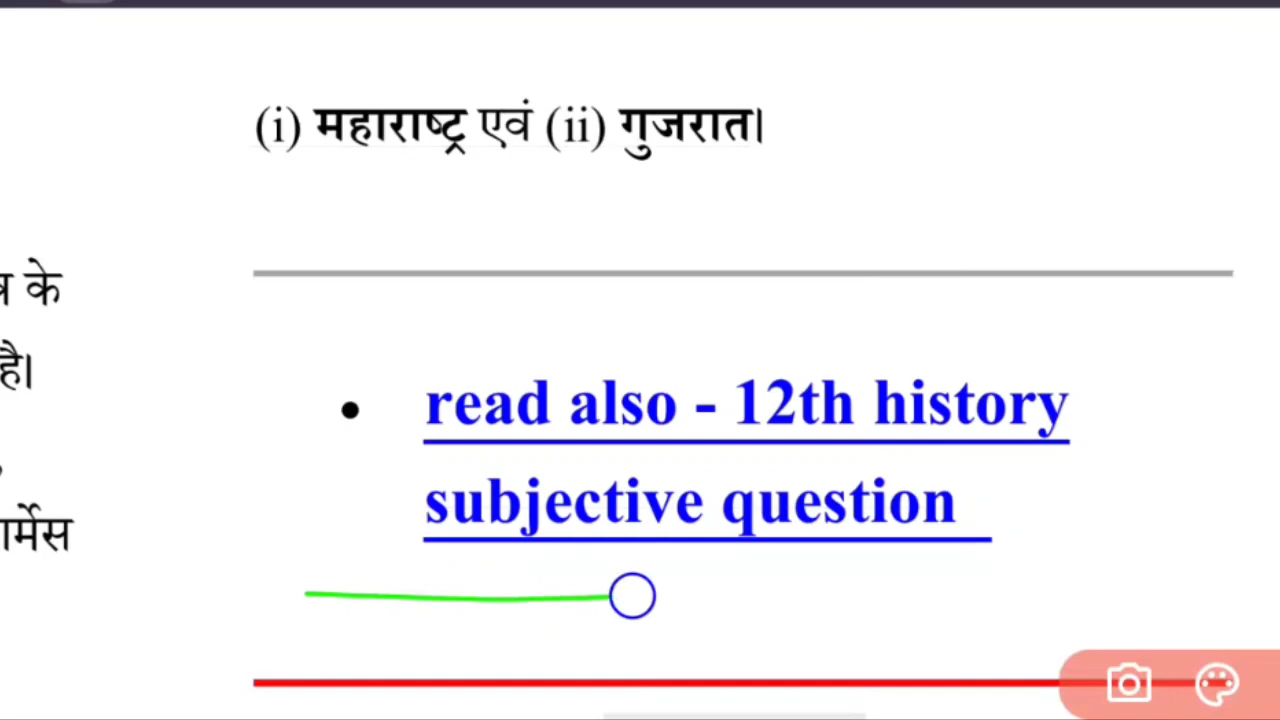 (i) महाराष्ट्र एवं (ii) गुजरात।
के
है।
read also - 12th history
subjective question